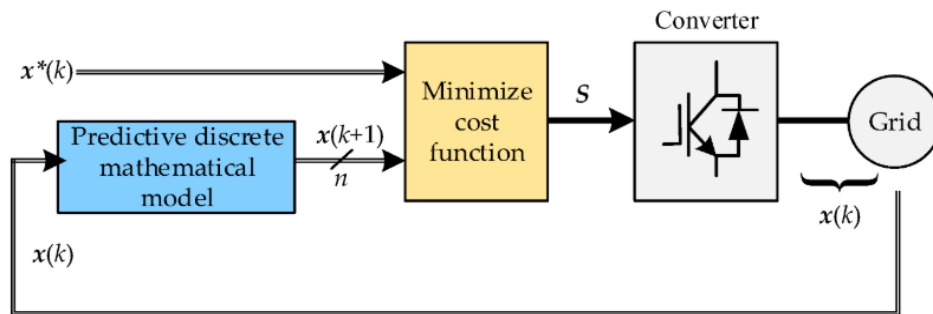 Converter
x*(k)
Minimize
cost
function
S
Grid
Predictive discrete
mathematical
model
x(k+1)
n
x(k)
x(k)